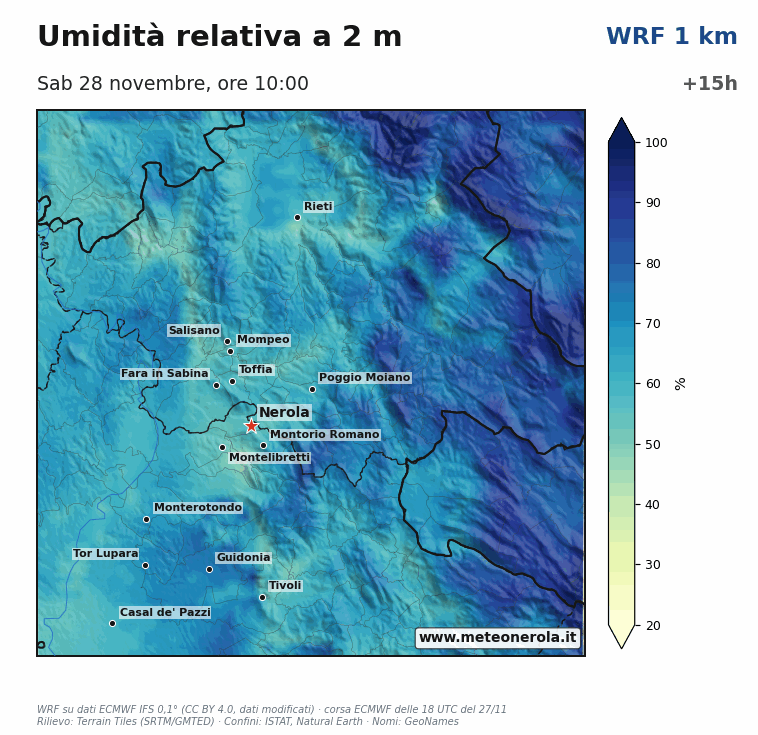 Umidità relativa a 2 m
WRF 1 km
Sab 28 novembre, ore 10:00
+15h
Rieti
Salisano
Mompeo
Toffia
Fara in Sabina
Poggio Moiano
Nerola
Montorio Romano
Montelibretti
Monterotondo
Tor Lupara
Guidonia
Tivoli
Casal de' Pazzi
www.meteonerola.it
100
90
80
70
60
50
40
30
20
%
WRF su dati ECMWF IFS 0,1° (CC BY 4.0, dati modificati) · corsa ECMWF delle 18 UTC del 27/11
Rilievo: Terrain Tiles (SRTM/GMTED) · Confini: ISTAT, Natural Earth · Nomi: GeoNames